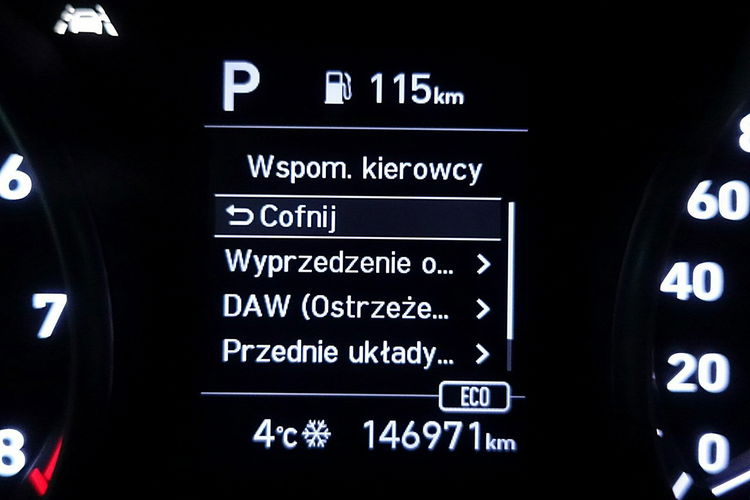 P 115km
Wspom. kierowcy
Cofnij
Wyprzedzenie o...
DAW (Ostrzeże...
Przednie układy...
ECO
4°C 146971km
6
7
8
60
40
20
0